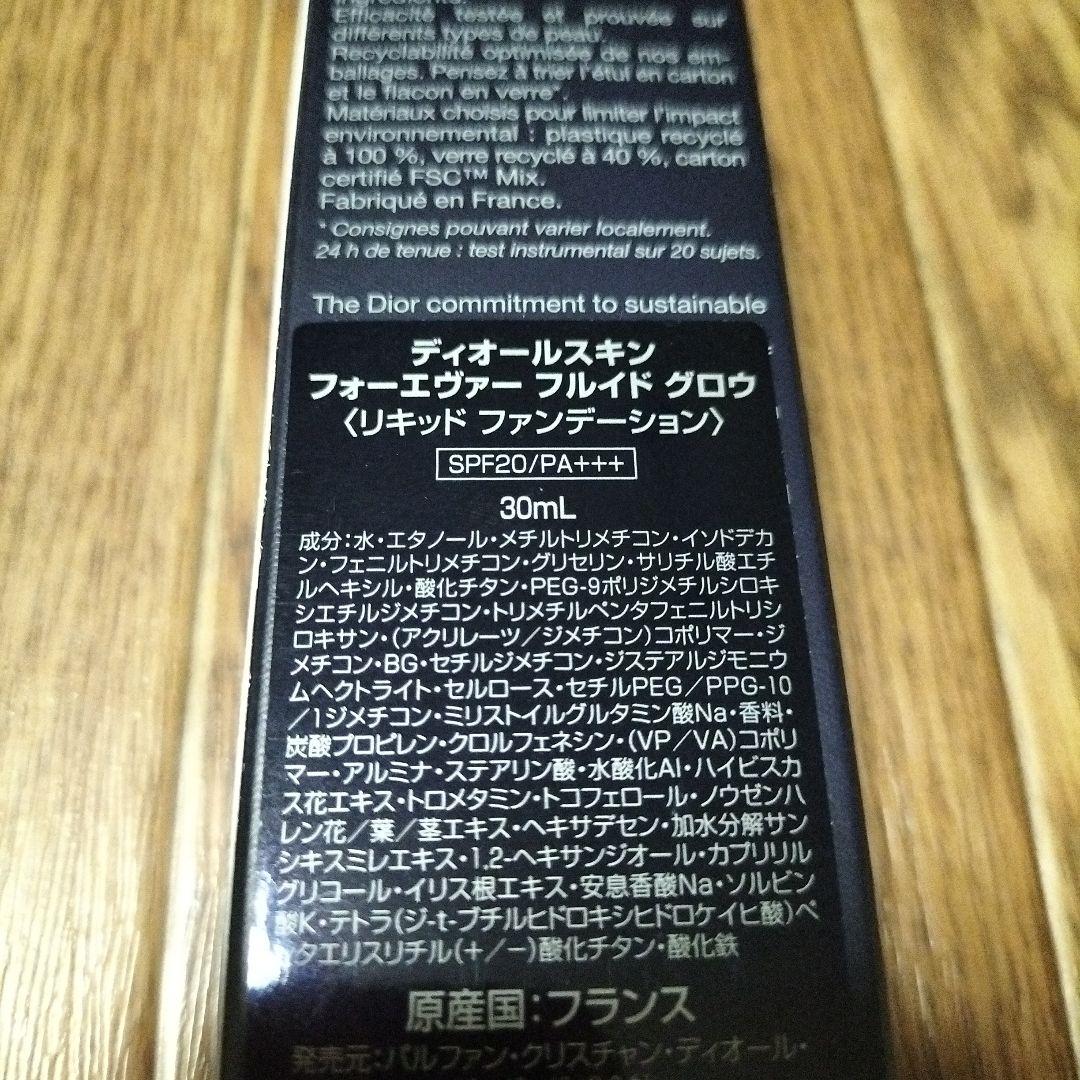 ingrédients.
Efficacité testée et prouvée sur
différents types de peau.
Recyclabilité optimisée de nos em-
ballages. Pensez à trier l'étui en carton
et le flacon en verre*.
Matériaux choisis pour limiter l'impact
environnemental : plastique recyclé
à 100 %, verre recyclé à 40 %, carton
certifié FSC™ Mix.
Fabriqué en France.
* Consignes pouvant varier localement.
24 h de tenue : test instrumental sur 20 sujets.
The Dior commitment to sustainable
ディオールスキン
フォーエヴァー フルイド グロウ
〈リキッド ファンデーション〉
SPF20/PA+++
30mL
成分:水・エタノール・メチルトリメチコン・イソドデカ
ン・フェニルトリメチコン・グリセリン・サリチル酸エチ
ルヘキシル・酸化チタン・PEG-9ポリジメチルシロキ
シエチルジメチコン・トリメチルペンタフェニルトリシ
ロキサン・(アクリレーツ/ジメチコン)コポリマー・ジ
メチコン・BG・セチルジメチコン・ジステアルジモニウ
ムヘクトライト・セルロース・セチルPEG/PPG-10
/1ジメチコン・ミリストイルグルタミン酸Na・香料・
炭酸プロピレン・クロルフェネシン・(VP/VA)コポリ
マー・アルミナ・ステアリン酸・水酸化Al・ハイビスカ
ス花エキス・トロメタミン・トコフェロール・ノウゼンハ
レン花/葉/茎エキス・ヘキサデセン・加水分解サン
シキスミレエキス・1,2-ヘキサンジオール・カプリリル
グリコール・イリス根エキス・安息香酸Na・ソルビン
酸K・テトラ(ジ-t-ブチルヒドロキシヒドロケイヒ酸)ペ
タエリスリチル(+/-)酸化チタン・酸化鉄
原産国:フランス
発売元:パルファン・クリスチャン・ディオール・